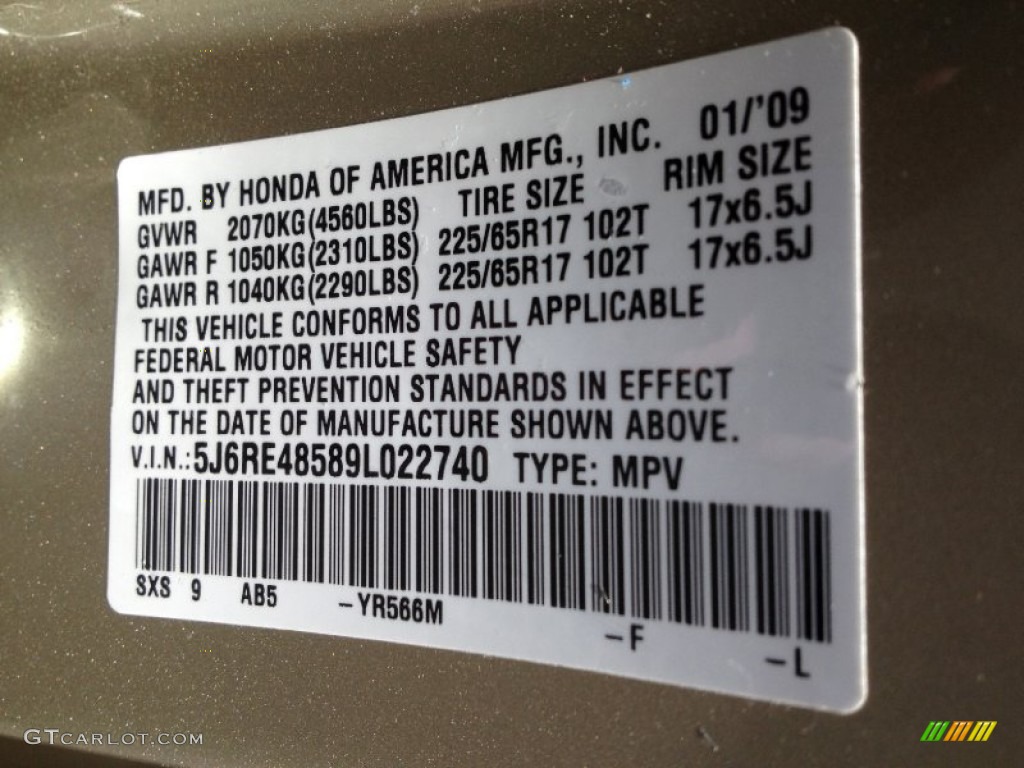 MFD. BY HONDA OF AMERICA MFG., INC. 01/'09
GVWR 2070KG(4560LBS) TIRE SIZE RIM SIZE
GAWR F 1050KG(2310LBS) 225/65R17 102T 17x6.5J
GAWR R 1040KG(2290LBS) 225/65R17 102T 17x6.5J
THIS VEHICLE CONFORMS TO ALL APPLICABLE
FEDERAL MOTOR VEHICLE SAFETY
AND THEFT PREVENTION STANDARDS IN EFFECT
ON THE DATE OF MANUFACTURE SHOWN ABOVE.
V.I.N.:5J6RE48589L022740 TYPE: MPV
SXS 9 AB5 –YR566M –F –L
GTCARLOT.COM